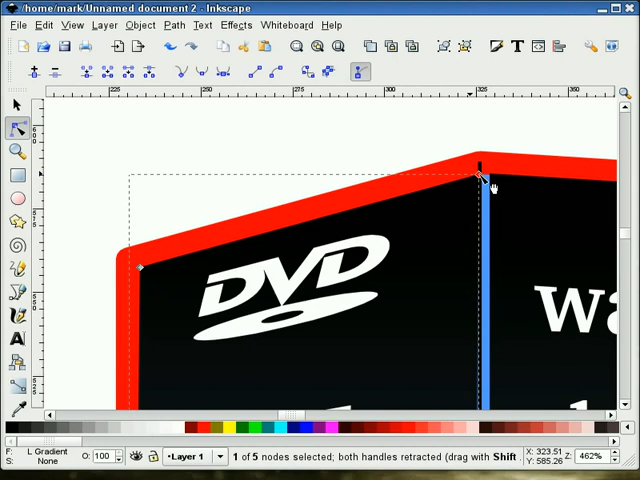 /home/mark/Unnamed document 2 - Inkscape
File Edit View Layer Object Path Text Effects Whiteboard Help
225 250 275 300 325 350
DVD
wa
F: L Gradient
S: None
O: 100
Layer 1
1 of 5 nodes selected; both handles retracted (drag with Shift
X: 323.51
Y: 585.26
Z: 462%